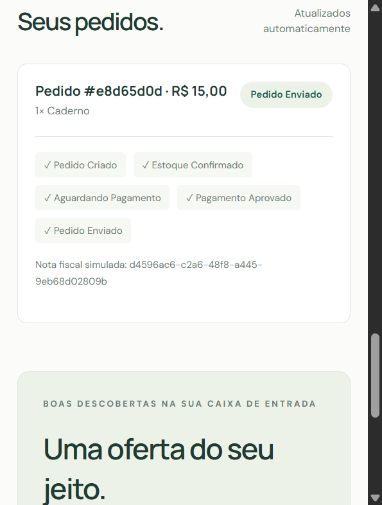 Seus pedidos.
Atualizados
automaticamente
Pedido #e8d65d0d · R$ 15,00
Pedido Enviado
1× Caderno
✓ Pedido Criado
✓ Estoque Confirmado
✓ Aguardando Pagamento
✓ Pagamento Aprovado
✓ Pedido Enviado
Nota fiscal simulada: d4596ac6-c2a6-48f8-a445-
9eb68d02809b
BOAS DESCOBERTAS NA SUA CAIXA DE ENTRADA
Uma oferta do seu
jeito.